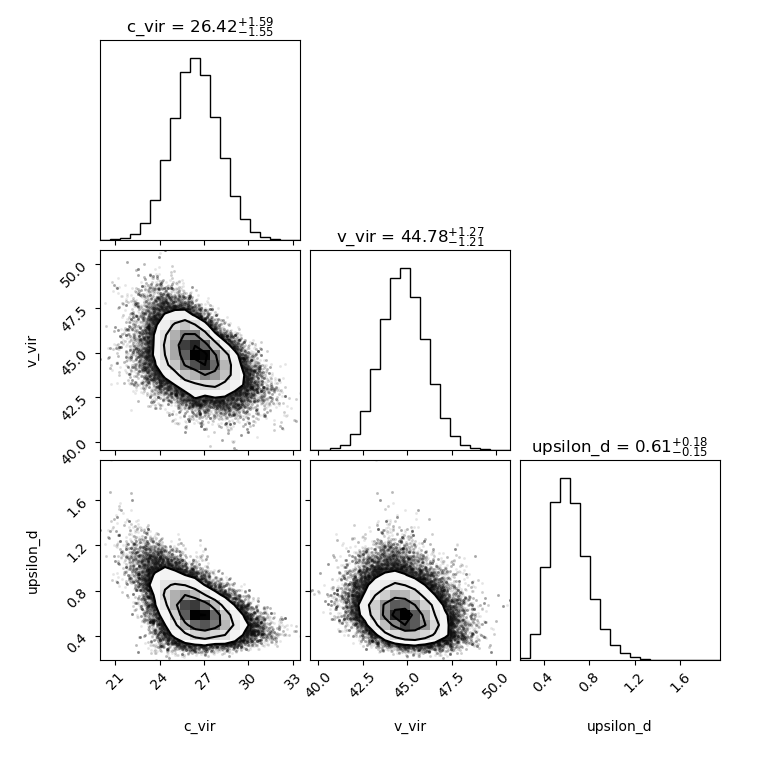 c_vir = 26.42+1.59−1.55
v_vir = 44.78+1.27−1.21
50.0
47.5
45.0
42.5
40.0
v_vir
upsilon_d = 0.61+0.18−0.15
1.6
1.2
0.8
0.4
upsilon_d
21 24 27 30 33
40.0 42.5 45.0 47.5 50.0
0.4 0.8 1.2 1.6
c_vir v_vir upsilon_d